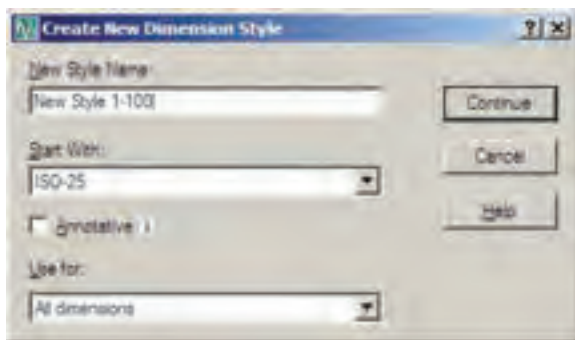 Create New Dimension Style
New Style Name:
New Style 1-100
Continue
Start With:
ISO-25
Cancel
Annotative
Help
Use for:
All dimensions